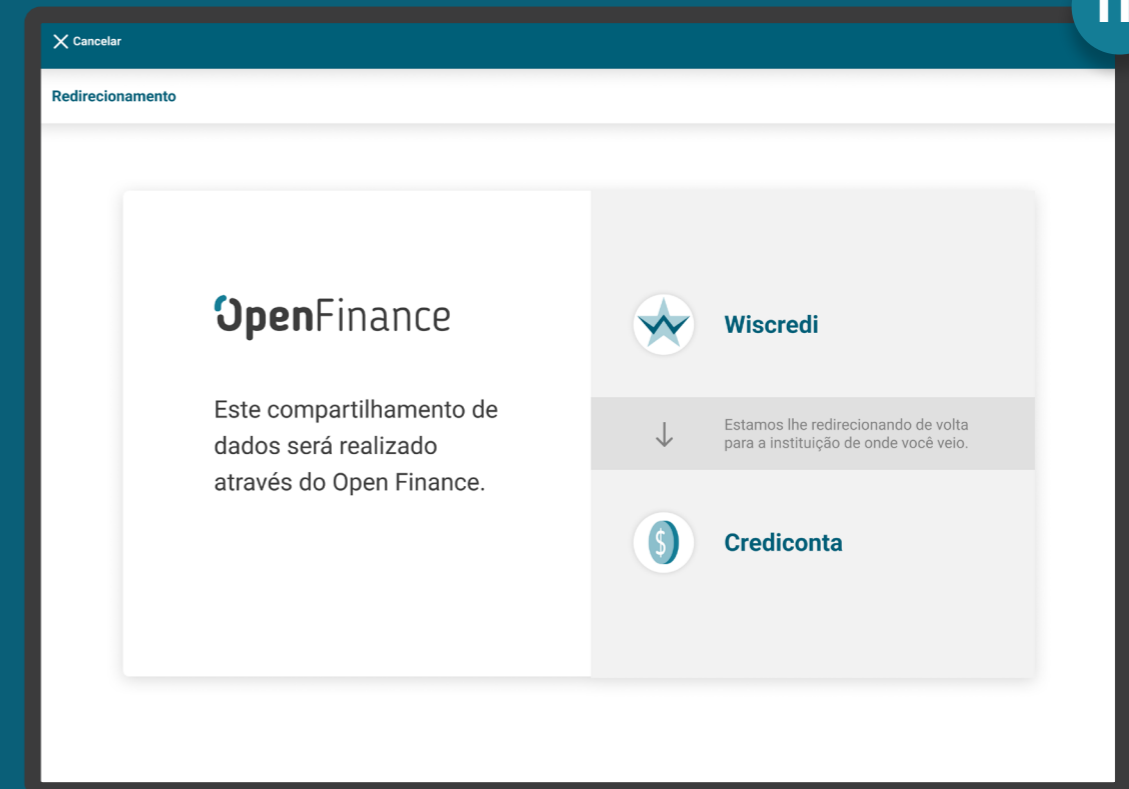 Cancelar
Redirecionamento
OpenFinance
Este compartilhamento de
dados será realizado
através do Open Finance.
Wiscredi
Estamos lhe redirecionando de volta
para a instituição de onde você veio.
$
Crediconta